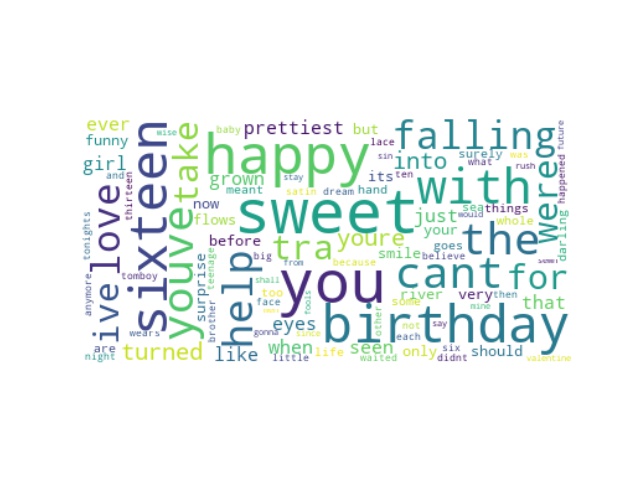 ever
funny
girl
and
wise
thirteen
sixteen
take
youve
love
ive
tonights
anymore
tomboy
wears
are
night
turned
baby
prettiest
but
happy
lace
sin
its
ten
grown
meant
stay
satin
dream
hand
falling
into
surely
was
what
rush
future
happened
with
were
darling
now
flows
sweet
just
would
sea
things
your
whole
before
tra
youre
smile
goes
the
believe
surprise
teenage
brother
help
big
from
because
you
cant
for
shall
too
face
fools
gonna
since
some
river
very
then
mine
that
eyes
birthday
other
not
say
each
like
when
seen
only
six
should
little
life
waited
didnt
valentine